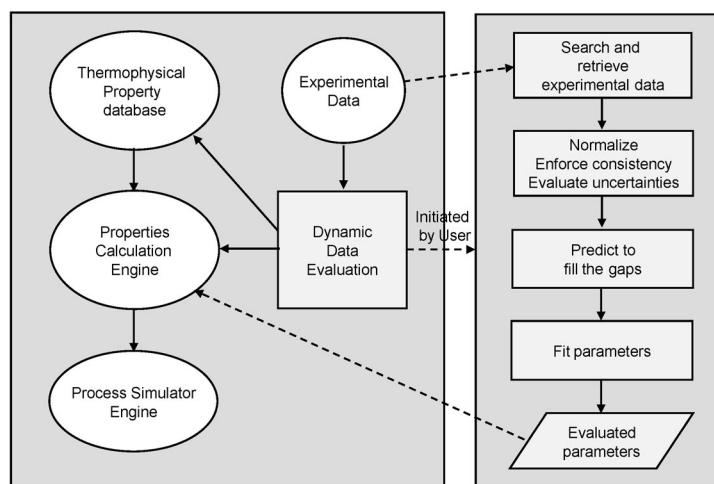 Thermophysical
Property
database
Experimental
Data
Properties
Calculation
Engine
Dynamic
Data
Evaluation
Process Simulator
Engine
Initiated
by User
Search and
retrieve
experimental data
Normalize
Enforce consistency
Evaluate uncertainties
Predict to
fill the gaps
Fit parameters
Evaluated
parameters